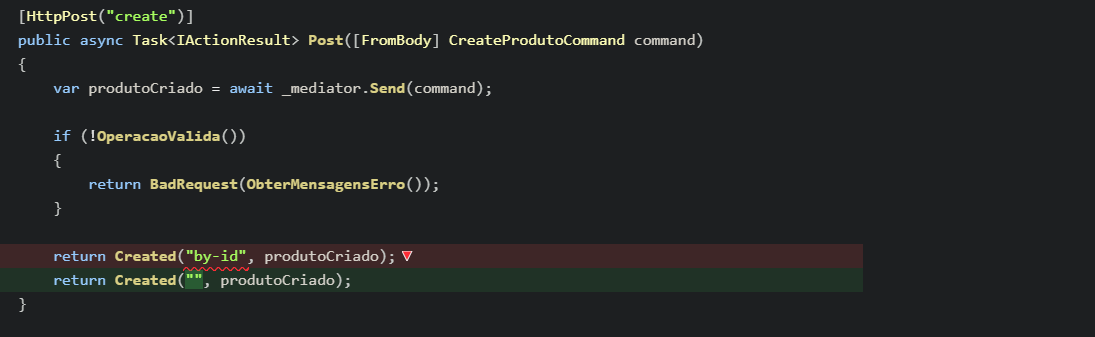 [HttpPost("create")]
public async Task<IActionResult> Post([FromBody] CreateProdutoCommand command)
{
    var produtoCriado = await _mediator.Send(command);
    if (!OperacaoValida())
    {
        return BadRequest(ObterMensagensErro());
    }
    return Created("by-id", produtoCriado);
    return Created("", produtoCriado);
}